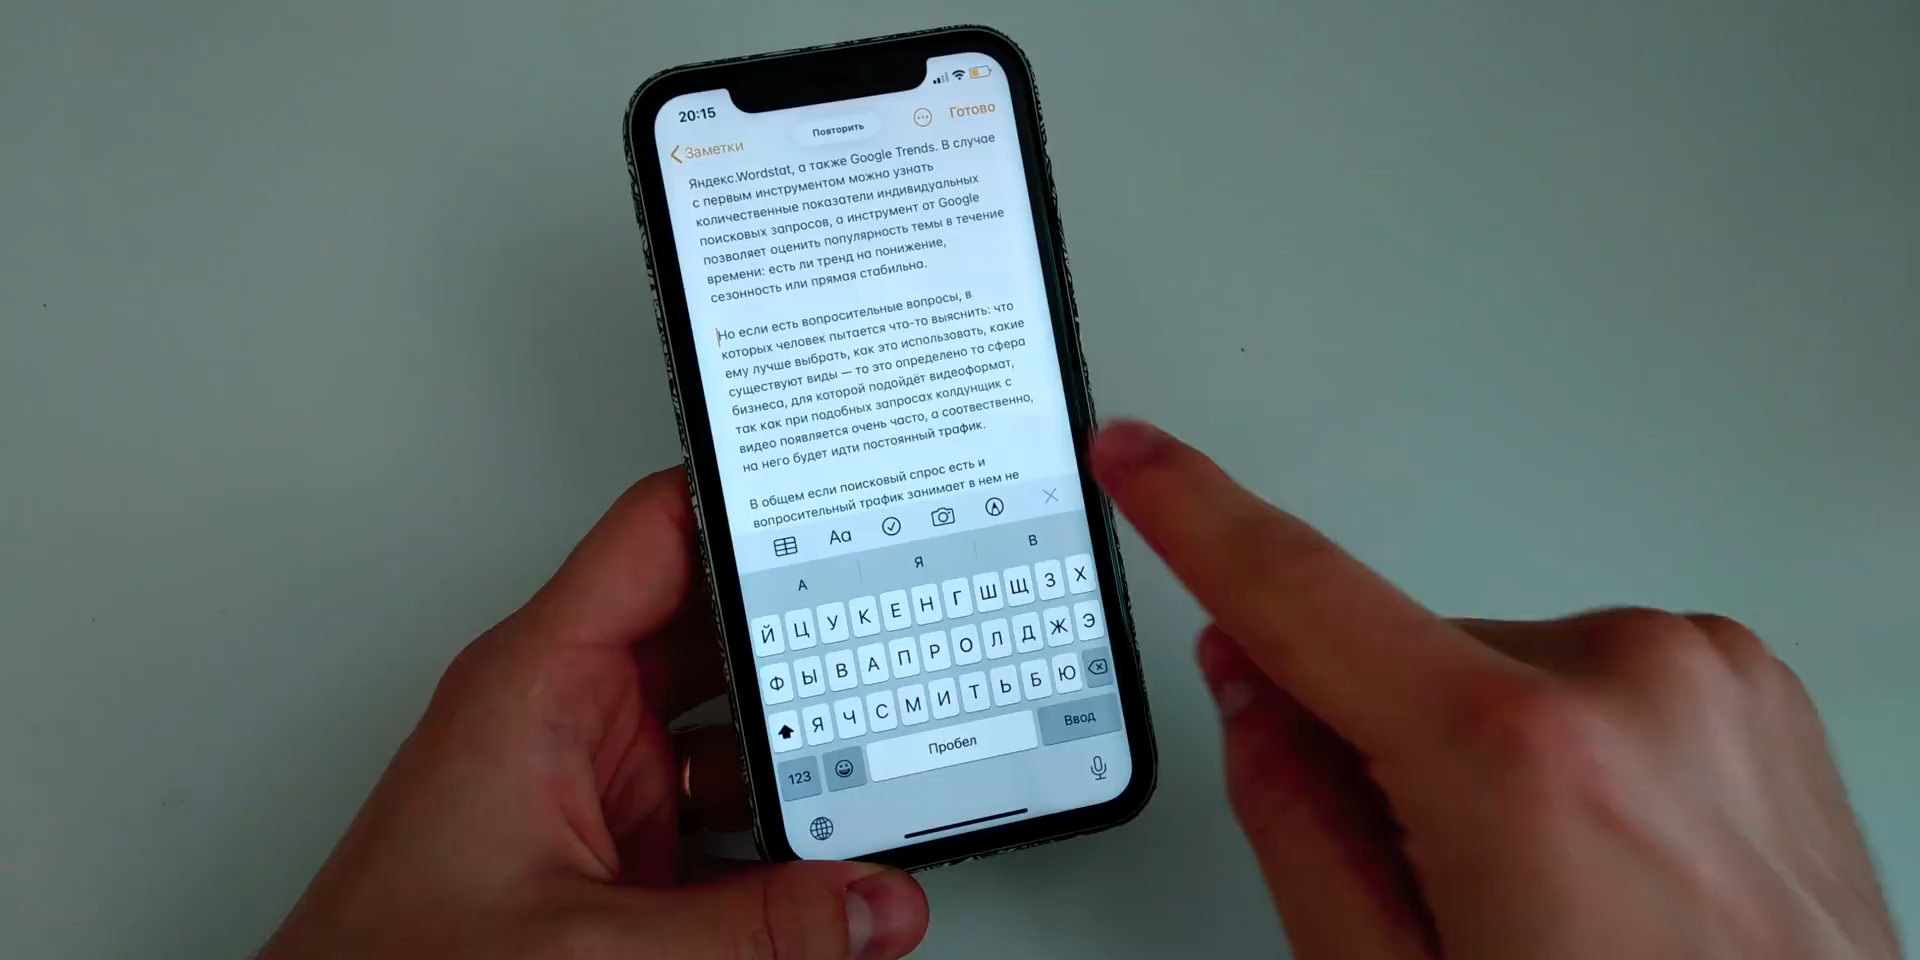 20:15
Повторить
Готово
Заметки
Яндекс.Wordstat, а также Google Trends. В случае
с первым инструментом можно узнать
количественные показатели индивидуальных
поисковых запросов, а инструмент от Google
позволяет оценить популярность темы в течение
времени: есть ли тренд на понижение,
сезонность или прямая стабильна.
Но если есть вопросительные вопросы, в
которых человек пытается что-то выяснить: что
ему лучше выбрать, как это использовать, какие
существуют виды — то это определено та сфера
бизнеса, для которой подойдёт видеоформат,
так как при подобных запросах колдунщик с
видео появляется очень часто, а соотвественно,
на него будет идти постоянный трафик.
В общем если поисковый спрос есть и
вопросительный трафик занимает в нем не
Aa
А Я В
Й Ц У К Е Н Г Ш Щ З Х
Ф Ы В А П Р О Л Д Ж Э
Я Ч С М И Т Ь Б Ю
123 Пробел Ввод